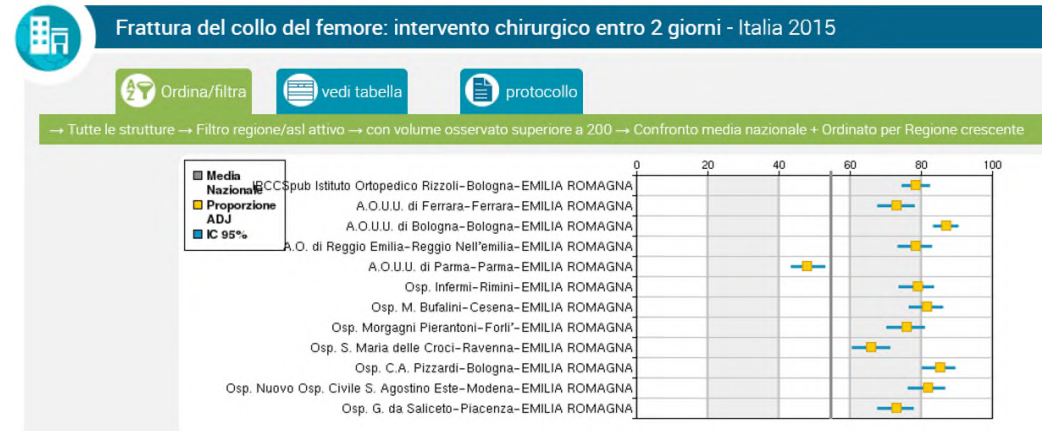 Frattura del collo del femore: intervento chirurgico entro 2 giorni - Italia 2015
Ordina/filtra
vedi tabella
protocollo
→ Tutte le strutture → Filtro regione/asl attivo → con volume osservato superiore a 200 → Confronto media nazionale + Ordinato per Regione crescente
0 20 40 60 80 100
Media
Nazionale
Proporzione
ADJ
IC 95%
IRCCSpub Istituto Ortopedico Rizzoli-Bologna-EMILIA ROMAGNA
A.O.U.U. di Ferrara-Ferrara-EMILIA ROMAGNA
A.O.U.U. di Bologna-Bologna-EMILIA ROMAGNA
A.O. di Reggio Emilia-Reggio Nell'emilia-EMILIA ROMAGNA
A.O.U.U. di Parma-Parma-EMILIA ROMAGNA
Osp. Infermi-Rimini-EMILIA ROMAGNA
Osp. M. Bufalini-Cesena-EMILIA ROMAGNA
Osp. Morgagni Pierantoni-Forli'-EMILIA ROMAGNA
Osp. S. Maria delle Croci-Ravenna-EMILIA ROMAGNA
Osp. C.A. Pizzardi-Bologna-EMILIA ROMAGNA
Osp. Nuovo Osp. Civile S. Agostino Este-Modena-EMILIA ROMAGNA
Osp. G. da Saliceto-Piacenza-EMILIA ROMAGNA
0 20 40 60 80 100